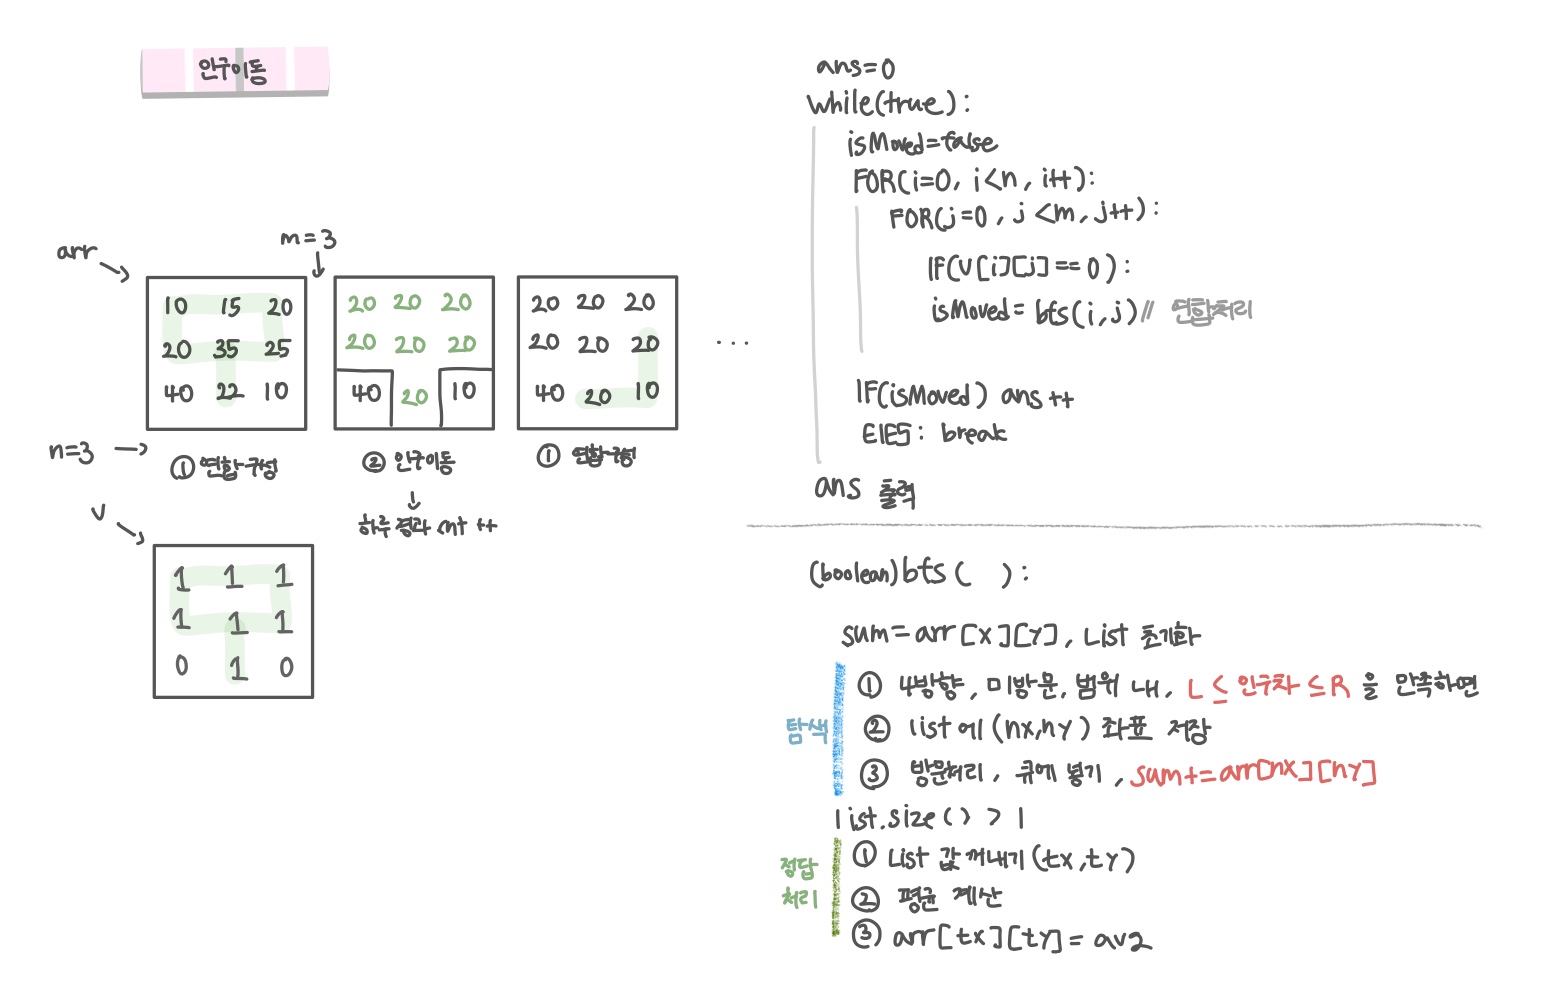 인구이동
arr
m=3
10 15 20
20 35 25
40 22 10
20 20 20
20 20 20
40 20 10
20 20 20
20 20 20
40 20 10
...
n=3
① 연합구성
② 인구이동
① 연합구성
하루 결과 cnt ++
v
1 1 1
1 1 1
0 1 0
ans=0
while(true):
isMoved=false
FOR(i=0, i<n, i++):
FOR(j=0, j<m, j++):
IF(V[i][j]==0):
isMoved= bfs(i,j)// 연합처리
IF(isMoved) ans++
ElES: break
ans 출력
(boolean)bfs( ):
sum=arr[x][y], List 초기화
탐색
① 4방향, 미방문, 범위 내, L ≤ 인구차 ≤ R 을 만족하면
② list에 (nx,ny) 좌표 저장
③ 방문처리, 큐에 넣기, sum+=arr[nx][ny]
list.size() > 1
정답
처리
① List 값 꺼내기(tx,ty)
② 평균 계산
③ arr[tx][ty]= avg